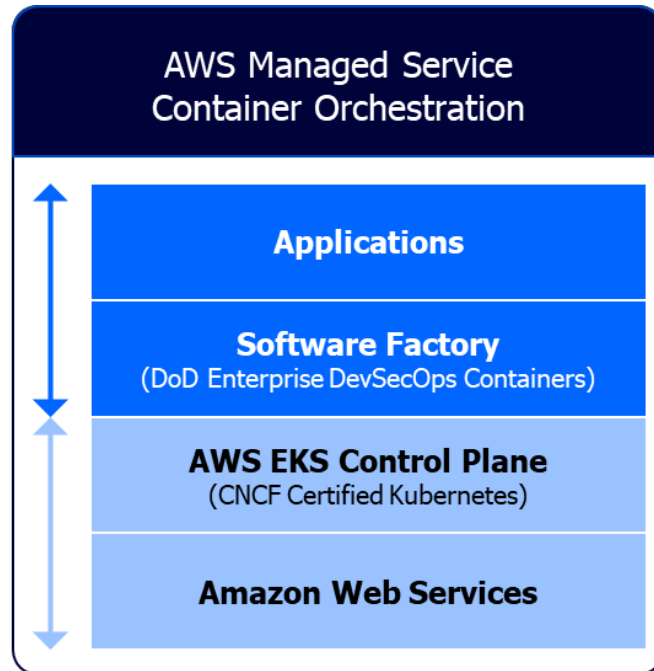 AWS Managed Service
Container Orchestration
Applications
Software Factory
(DoD Enterprise DevSecOps Containers)
AWS EKS Control Plane
(CNCF Certified Kubernetes)
Amazon Web Services